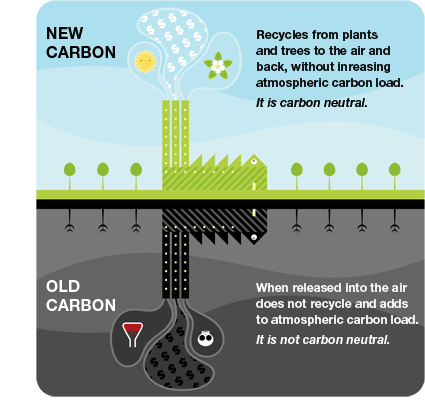 NEW
CARBON
Recycles from plants
and trees to the air and
back, without inreasing
atmospheric carbon load.
It is carbon neutral.
OLD
CARBON
When released into the air
does not recycle and adds
to atmospheric carbon load.
It is not carbon neutral.